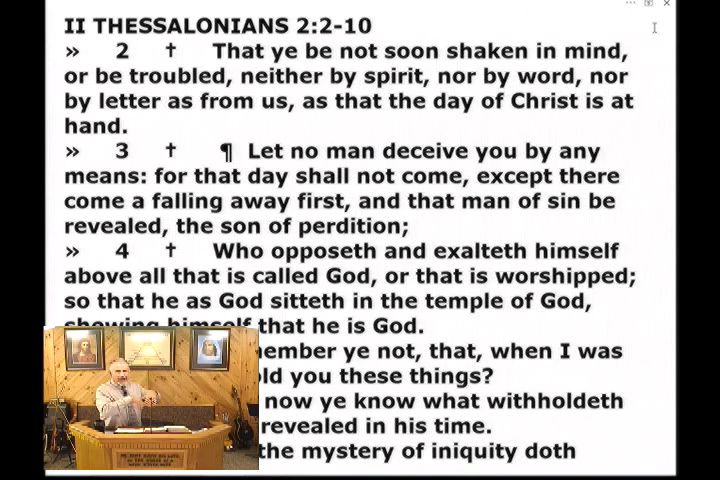 II THESSALONIANS 2:2-10
» 2 ✝ That ye be not soon shaken in mind,
or be troubled, neither by spirit, nor by word, nor
by letter as from us, as that the day of Christ is at
hand.
» 3 ✝ ¶ Let no man deceive you by any
means: for that day shall not come, except there
come a falling away first, and that man of sin be
revealed, the son of perdition;
» 4 ✝ Who opposeth and exalteth himself
above all that is called God, or that is worshipped;
so that he as God sitteth in the temple of God,
shewing himself that he is God.
member ye not, that, when I was
old you these things?
now ye know what withholdeth
revealed in his time.
the mystery of iniquity doth